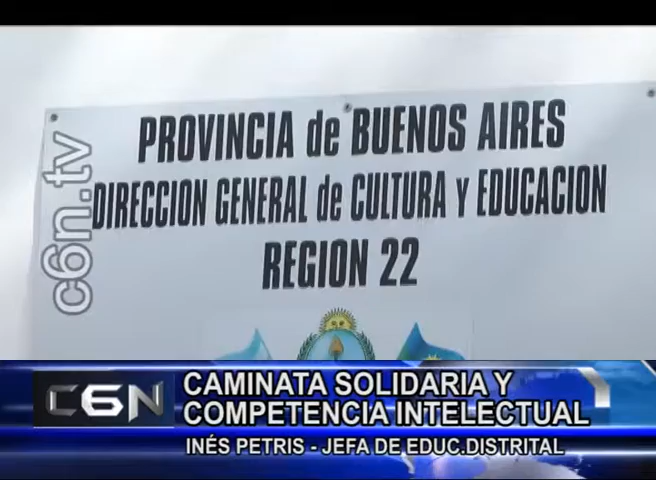 PROVINCIA de BUENOS AIRES
DIRECCION GENERAL de CULTURA Y EDUCACION
REGION 22
c6n.tv
C6N
CAMINATA SOLIDARIA Y
COMPETENCIA INTELECTUAL
INÉS PETRIS - JEFA DE EDUC.DISTRITAL